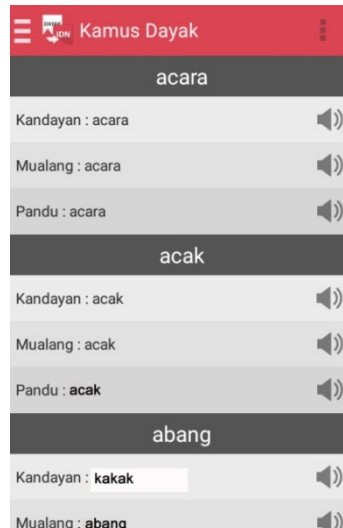 Kamus Dayak
acara
Kandayan : acara
Mualang : acara
Pandu : acara
acak
Kandayan : acak
Mualang : acak
Pandu : acak
abang
Kandayan : kakak
Mualang : abang